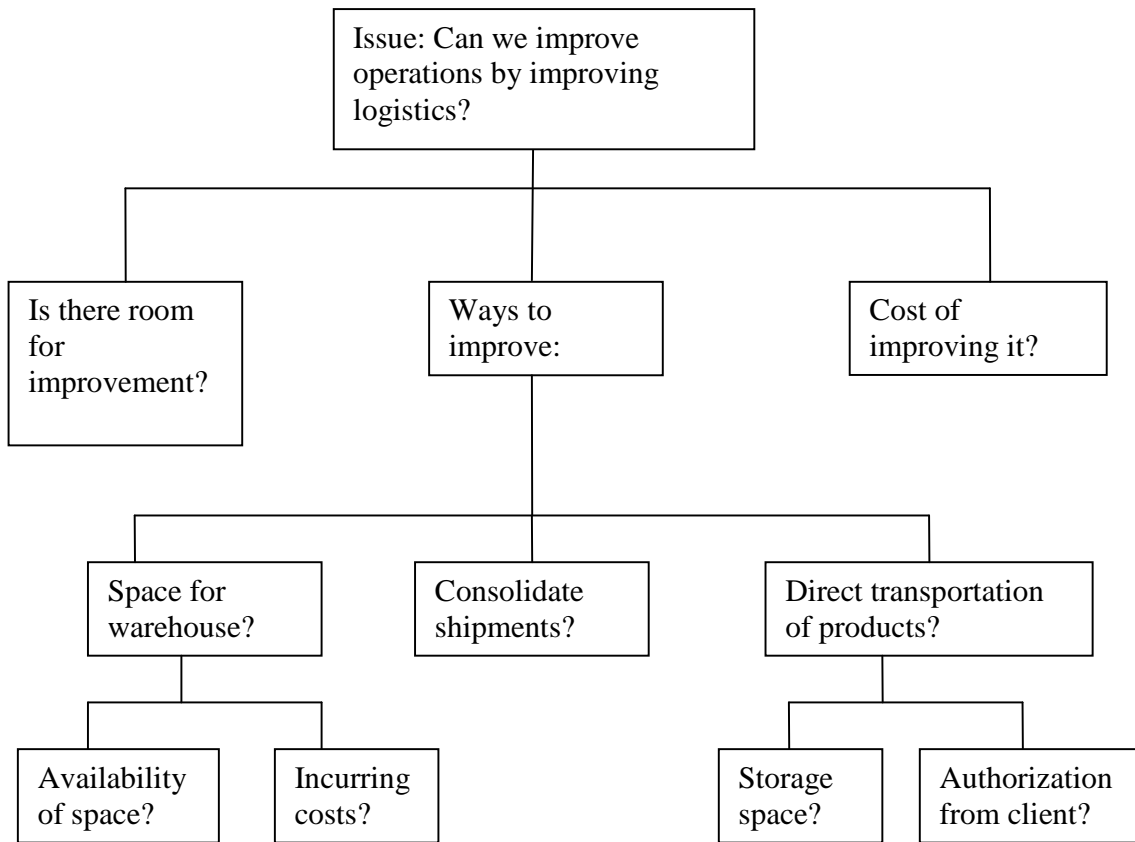 Issue: Can we improve
operations by improving
logistics?
Is there room
for
improvement?
Ways to
improve:
Cost of
improving it?
Space for
warehouse?
Consolidate
shipments?
Direct transportation
of products?
Availability
of space?
Incurring
costs?
Storage
space?
Authorization
from client?